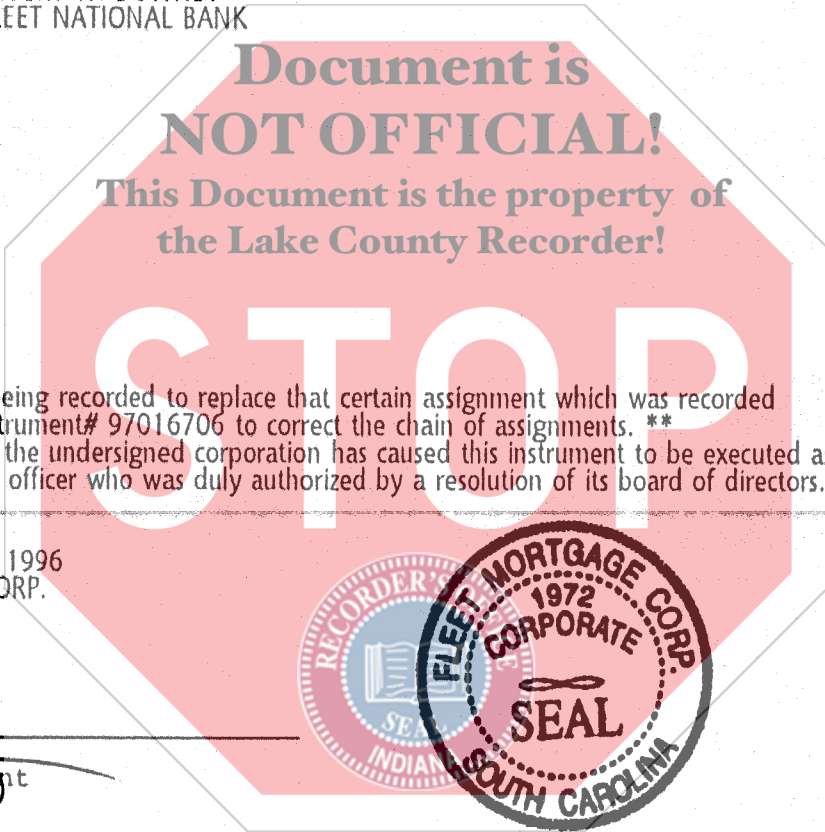 LEET NATIONAL BANK
Document is
NOT OFFICIAL!
This Document is the property of
the Lake County Recorder!
STOP
eing recorded to replace that certain assignment which was recorded
trument# 97016706 to correct the chain of assignments. **
the undersigned corporation has caused this instrument to be executed a
officer who was duly authorized by a resolution of its board of directors.
1996
ORP.
RECORDER'S OFFICE
SEAL
INDIANA
FLEET MORTGAGE CORP.
1972
CORPORATE
SEAL
SOUTH CAROLINA
nt